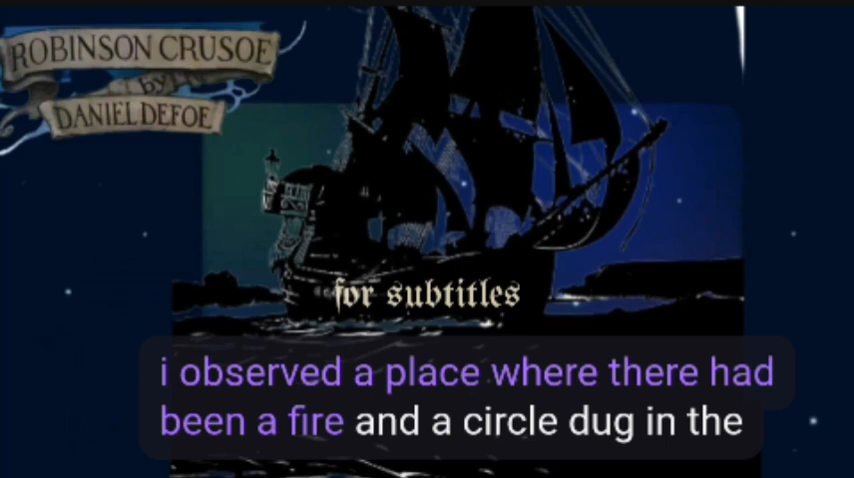 ROBINSON CRUSOE
by
DANIEL DEFOE
for subtitles
i observed a place where there had
been a fire and a circle dug in the